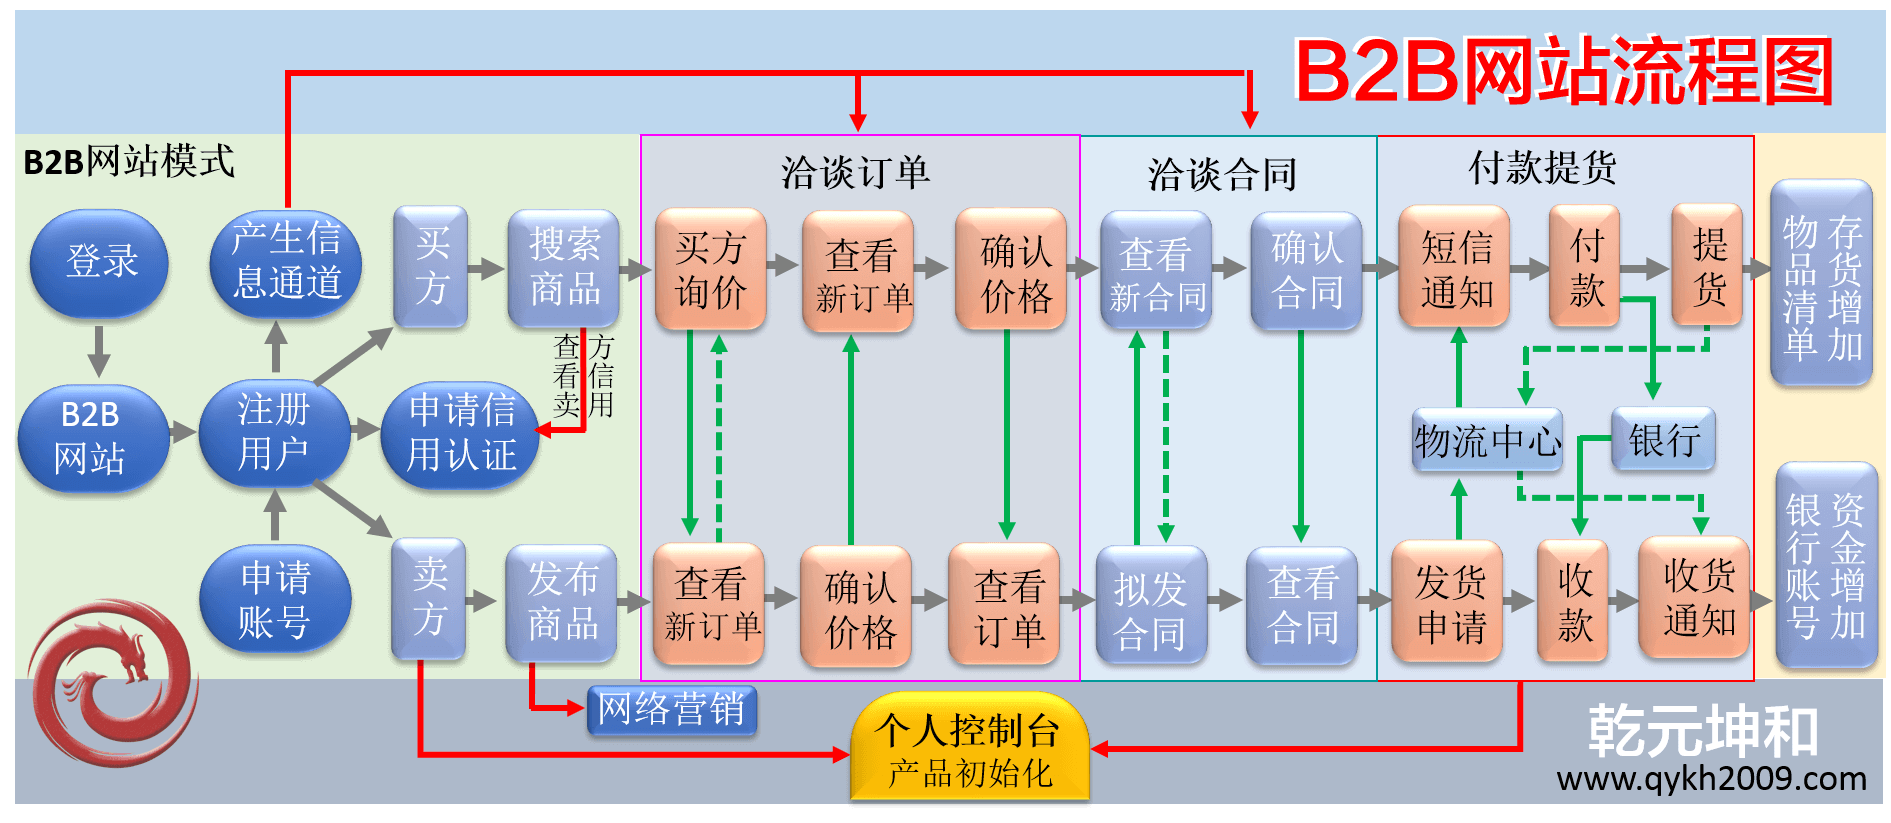 B2B网站流程图
B2B网站模式
洽谈订单
洽谈合同
付款提货
登录
产生信
息通道
买
方
搜索
商品
买方
询价
查看
新订单
确认
价格
查看
新合同
确认
合同
短信
通知
付
款
提
货
物品清单
存货增加
查看卖
方信用
B2B
网站
注册
用户
申请信
用认证
物流中心
银行
申请
账号
卖
方
发布
商品
查看
新订单
确认
价格
查看
订单
拟发
合同
查看
合同
发货
申请
收
款
收货
通知
银行账号
资金增加
网络营销
个人控制台
产品初始化
乾元坤和
www.qykh2009.com